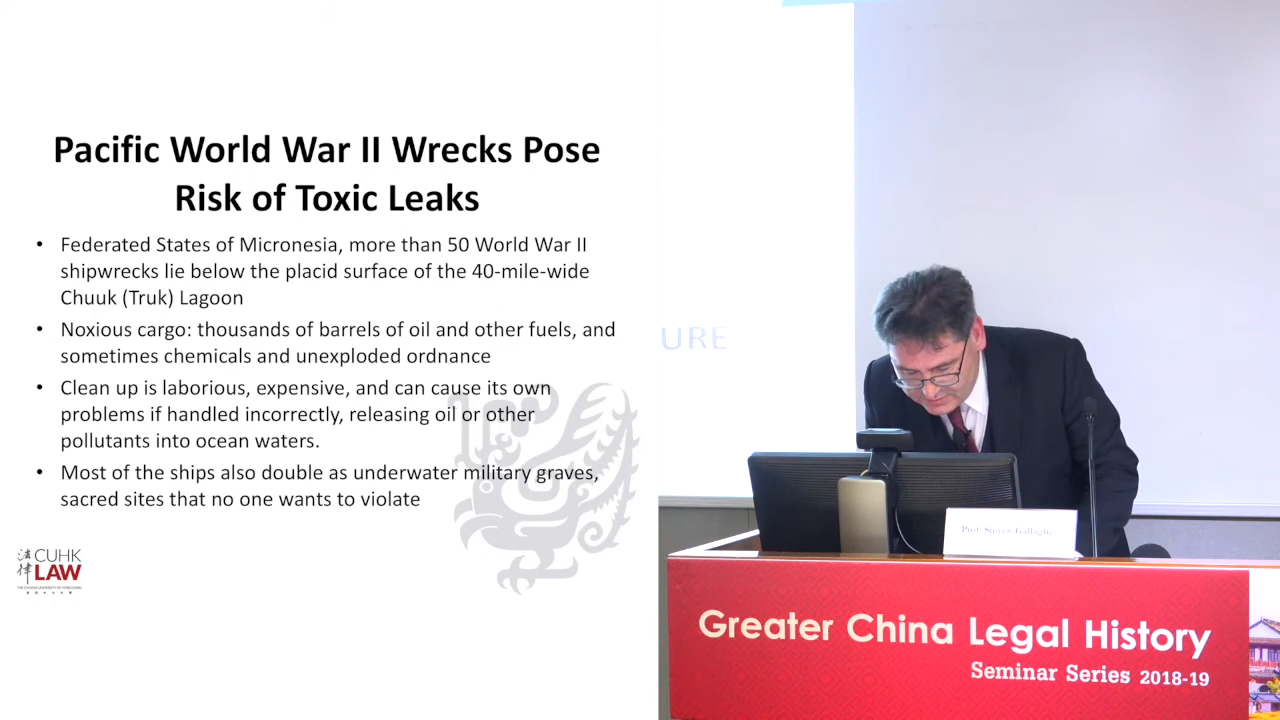 Pacific World War II Wrecks Pose
Risk of Toxic Leaks
• Federated States of Micronesia, more than 50 World War II
shipwrecks lie below the placid surface of the 40-mile-wide
Chuuk (Truk) Lagoon
• Noxious cargo: thousands of barrels of oil and other fuels, and
sometimes chemicals and unexploded ordnance
• Clean up is laborious, expensive, and can cause its own
problems if handled incorrectly, releasing oil or other
pollutants into ocean waters.
• Most of the ships also double as underwater military graves,
sacred sites that no one wants to violate
法律
CUHK
LAW
URE
Prof. Steven Gallagher
Greater China Legal History
Seminar Series 2018-19